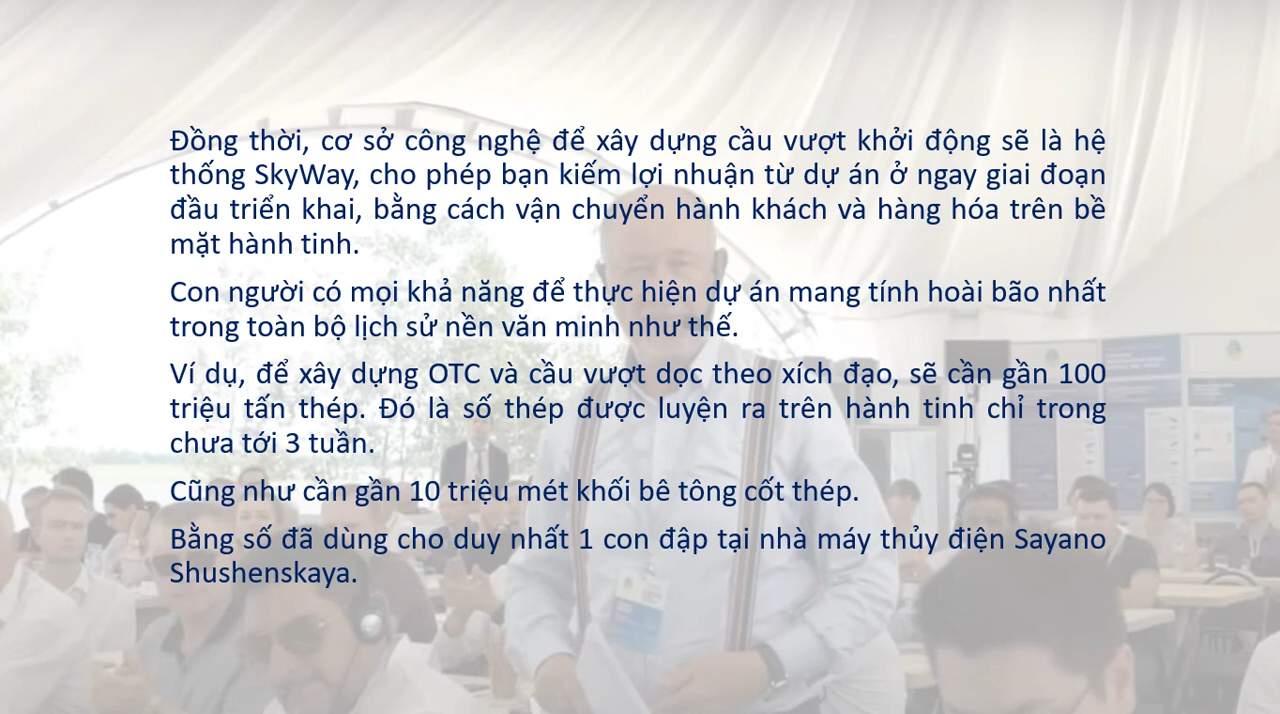 Đồng thời, cơ sở công nghệ để xây dựng cầu vượt khởi động sẽ là hệ
thống SkyWay, cho phép bạn kiếm lợi nhuận từ dự án ở ngay giai đoạn
đầu triển khai, bằng cách vận chuyển hành khách và hàng hóa trên bề
mặt hành tinh.
Con người có mọi khả năng để thực hiện dự án mang tính hoài bão nhất
trong toàn bộ lịch sử nền văn minh như thế.
Ví dụ, để xây dựng OTC và cầu vượt dọc theo xích đạo, sẽ cần gần 100
triệu tấn thép. Đó là số thép được luyện ra trên hành tinh chỉ trong
chưa tới 3 tuần.
Cũng như cần gần 10 triệu mét khối bê tông cốt thép.
Bằng số đã dùng cho duy nhất 1 con đập tại nhà máy thủy điện Sayano
Shushenskaya.